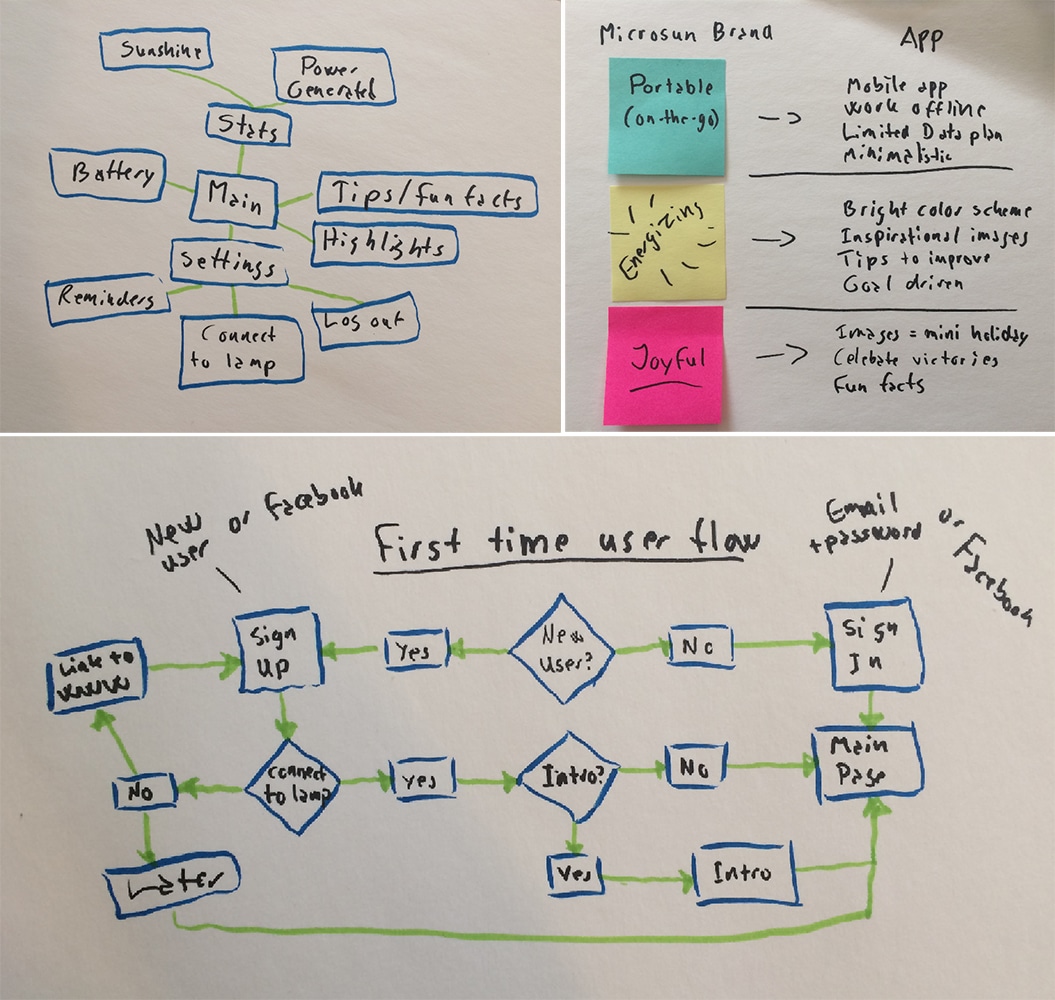 Sunshine
Power
Generated
Stats
Battery
Main
Tips/fun facts
Highlights
Settings
Reminders
Connect
to lamp
Log out
Microsun Brand
App
Portable
(on-the-go)
Mobile app
Work offline
Limited Data plan
Minimalistic
Energizing
Bright color scheme
Inspirational images
Tips to improve
Goal driven
Joyful
Images = mini holiday
Celebate victories
Fun facts
First time user flow
New
user
or Facebook
Email
+password
or
Facebook
Link to
Sign
up
Yes
New
user?
No
Sign
In
No
connect
to lamp
yes
Intro?
No
Main
Page
Later
Yes
Intro